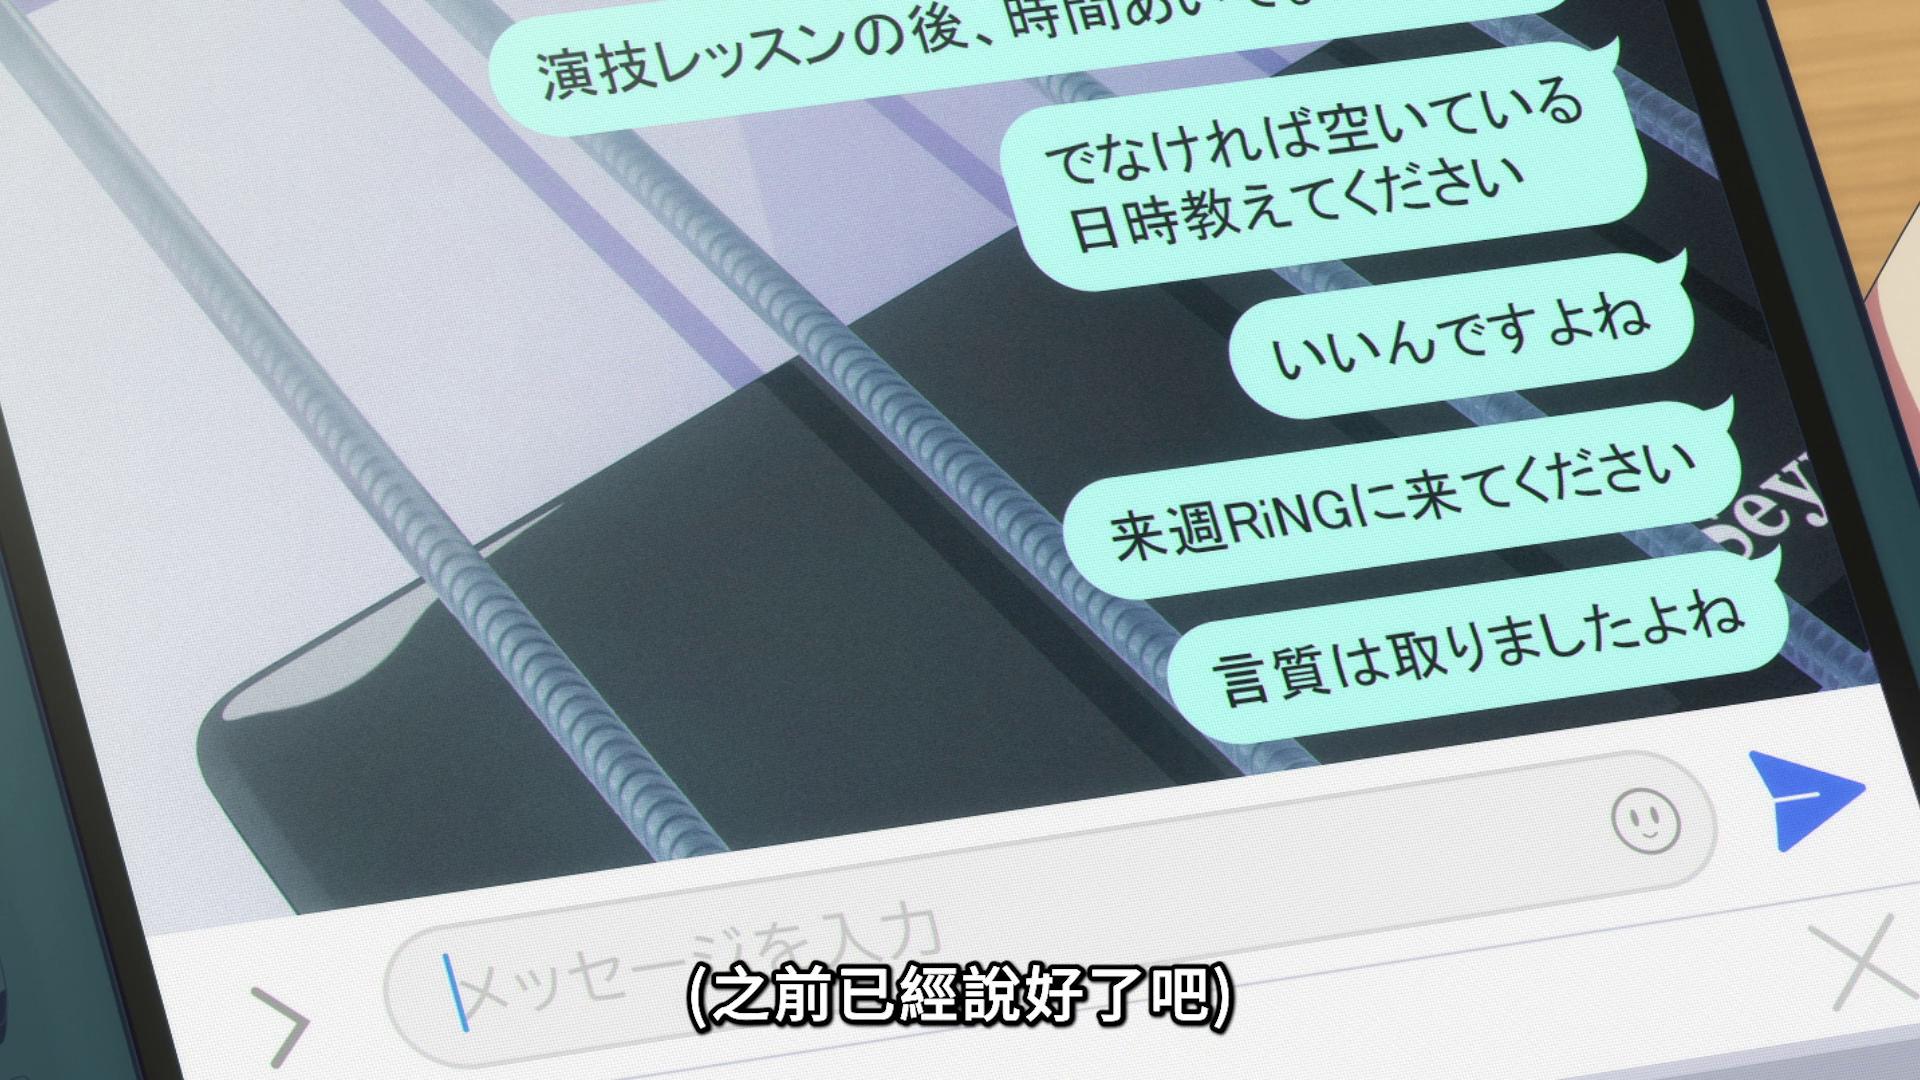 演技レッスンの後、時間あいてま
でなければ空いている
日時教えてください
いいんですよね
来週RiNGに来てください
言質は取りましたよね
bey
メッセージを入力
(之前已經說好了吧)